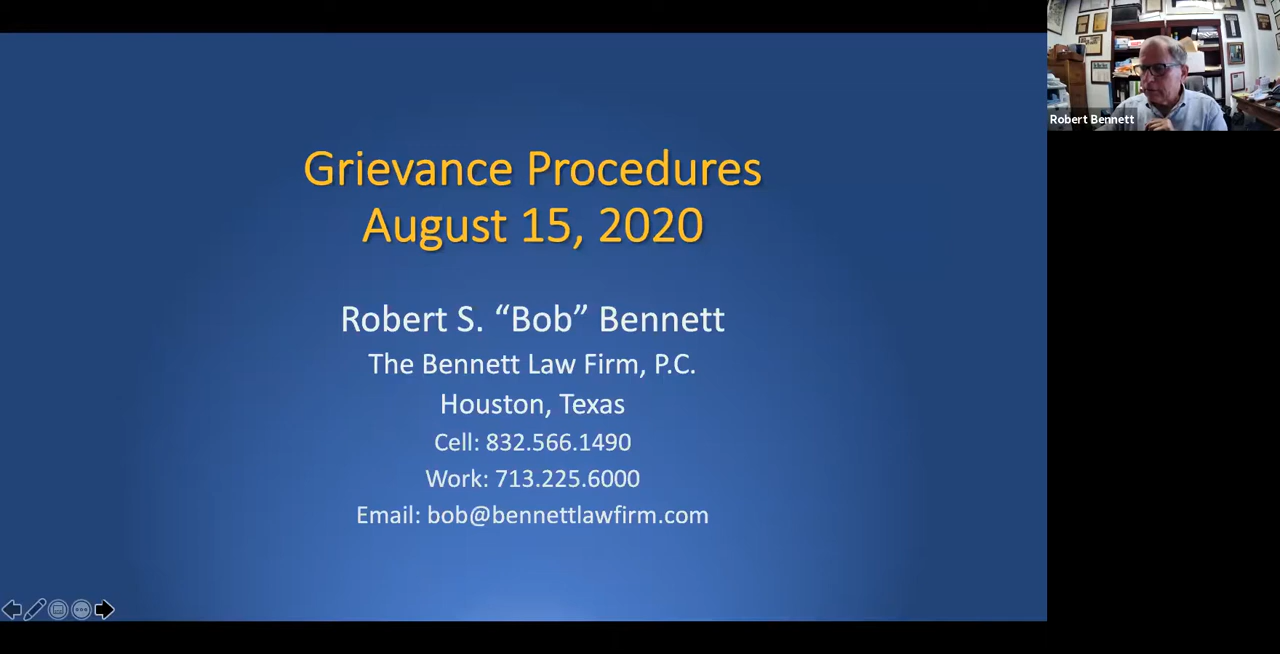 Grievance Procedures
August 15, 2020
Robert S. “Bob” Bennett
The Bennett Law Firm, P.C.
Houston, Texas
Cell: 832.566.1490
Work: 713.225.6000
Email: bob@bennettlawfirm.com
Robert Bennett